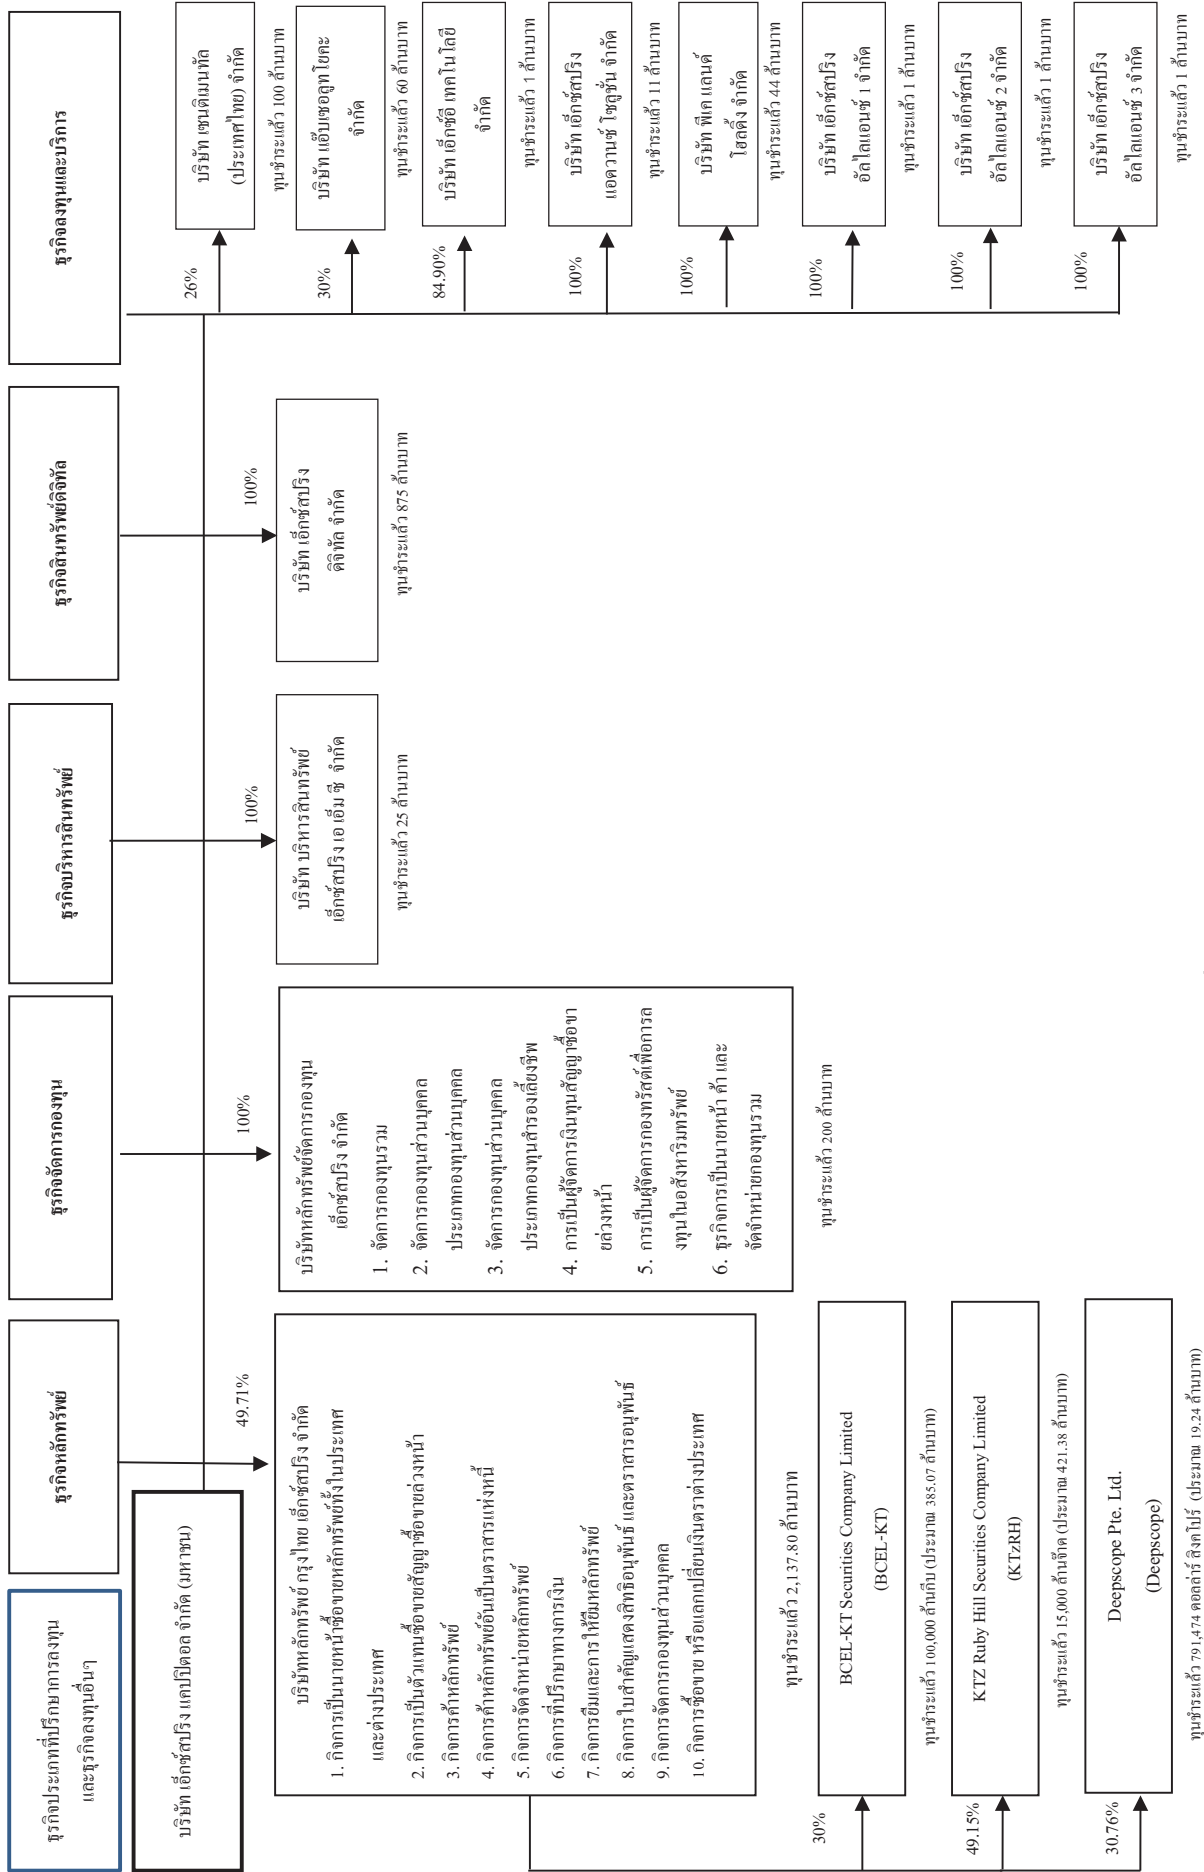 ธุรกิจประเภทที่ปรึกษาการลงทุน
และธุรกิจลงทุนอื่นๆ
บริษัท เอ็กซ์สปริง แคปปิตอล จำกัด (มหาชน)
ธุรกิจหลักทรัพย์
49.71%
บริษัทหลักทรัพย์ กรุงไทย เอ็กซ์สปริง จำกัด
1. กิจการเป็นนายหน้าซื้อขายหลักทรัพย์ทั้งในประเทศ
และต่างประเทศ
2. กิจการเป็นตัวแทนซื้อขายสัญญาซื้อขายล่วงหน้า
3. กิจการค้าหลักทรัพย์
4. กิจการค้าหลักทรัพย์อันเป็นตราสารแห่งหนี้
5. กิจการจัดจำหน่ายหลักทรัพย์
6. กิจการที่ปรึกษาทางการเงิน
7. กิจการยืมและการให้ยืมหลักทรัพย์
8. กิจการใบสำคัญแสดงสิทธิอนุพันธ์ และตราสารอนุพันธ์
9. กิจการจัดการกองทุนส่วนบุคคล
10. กิจการซื้อขาย หรือแลกเปลี่ยนเงินตราต่างประเทศ
ทุนชำระแล้ว 2,137.80 ล้านบาท
30%
BCEL-KT Securities Company Limited
(BCEL-KT)
ทุนชำระแล้ว 100,000 ล้านกีบ (ประมาณ 385.07 ล้านบาท)
49.15%
KTZ Ruby Hill Securities Company Limited
(KTzRH)
ทุนชำระแล้ว 15,000 ล้านจ๊าด (ประมาณ 421.38 ล้านบาท)
30.76%
Deepscope Pte. Ltd.
(Deepscope)
ทุนชำระแล้ว 791,474 ดอลล่าร์ สิงคโปร์ (ประมาณ 19.24 ล้านบาท)
ธุรกิจจัดการกองทุน
100%
บริษัทหลักทรัพย์จัดการกองทุน
เอ็กซ์สปริง จำกัด
1. จัดการกองทุนรวม
2. จัดการกองทุนส่วนบุคคล
ประเภทกองทุนส่วนบุคคล
3. จัดการกองทุนส่วนบุคคล
ประเภทกองทุนสำรองเลี้ยงชีพ
4. การเป็นผู้จัดการเงินทุนสัญญาซื้อขา
ยล่วงหน้า
5. การเป็นผู้จัดการกองทรัสต์เพื่อการล
งทุนในอสังหาริมทรัพย์
6. ธุรกิจการเป็นนายหน้า ค้า และ
จัดจำหน่ายกองทุนรวม
ทุนชำระแล้ว 200 ล้านบาท
ธุรกิจบริหารสินทรัพย์
100%
บริษัท บริหารสินทรัพย์
เอ็กซ์สปริง เอ เอ็ม ซี จำกัด
ทุนชำระแล้ว 25 ล้านบาท
ธุรกิจสินทรัพย์ดิจิทัล
100%
บริษัท เอ็กซ์สปริง
ดิจิทัล จำกัด
ทุนชำระแล้ว 875 ล้านบาท
ธุรกิจลงทุนและบริการ
26%
บริษัท เซนติเมนทัล
(ประเทศไทย) จำกัด
ทุนชำระแล้ว 100 ล้านบาท
30%
บริษัท แอ๊บเซอลูทโยคะ
จำกัด
ทุนชำระแล้ว 60 ล้านบาท
84.90%
บริษัท เอ็กซ์อี เทคโนโลยี
จำกัด
ทุนชำระแล้ว 1 ล้านบาท
100%
บริษัท เอ็กซ์สปริง
แอดวานซ์ โซลูชั่น จำกัด
ทุนชำระแล้ว 11 ล้านบาท
100%
บริษัท พีเค แลนด์
โฮลดิ้ง จำกัด
ทุนชำระแล้ว 44 ล้านบาท
100%
บริษัท เอ็กซ์สปริง
อัลไลแอนซ์ 1 จำกัด
ทุนชำระแล้ว 1 ล้านบาท
100%
บริษัท เอ็กซ์สปริง
อัลไลแอนซ์ 2 จำกัด
ทุนชำระแล้ว 1 ล้านบาท
100%
บริษัท เอ็กซ์สปริง
อัลไลแอนซ์ 3 จำกัด
ทุนชำระแล้ว 1 ล้านบาท